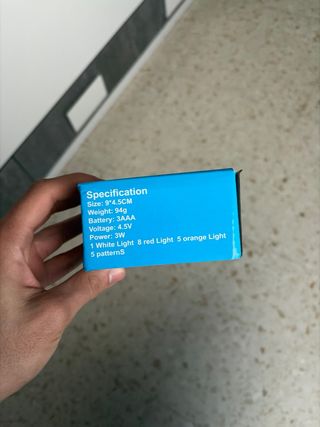 Specification
Size: 9*4.5CM
Weight: 94g
Battery: 3AAA
Voltage: 4.5V
Power: 3W
1 White Light 8 red Light 5 orange Light
5 patternS